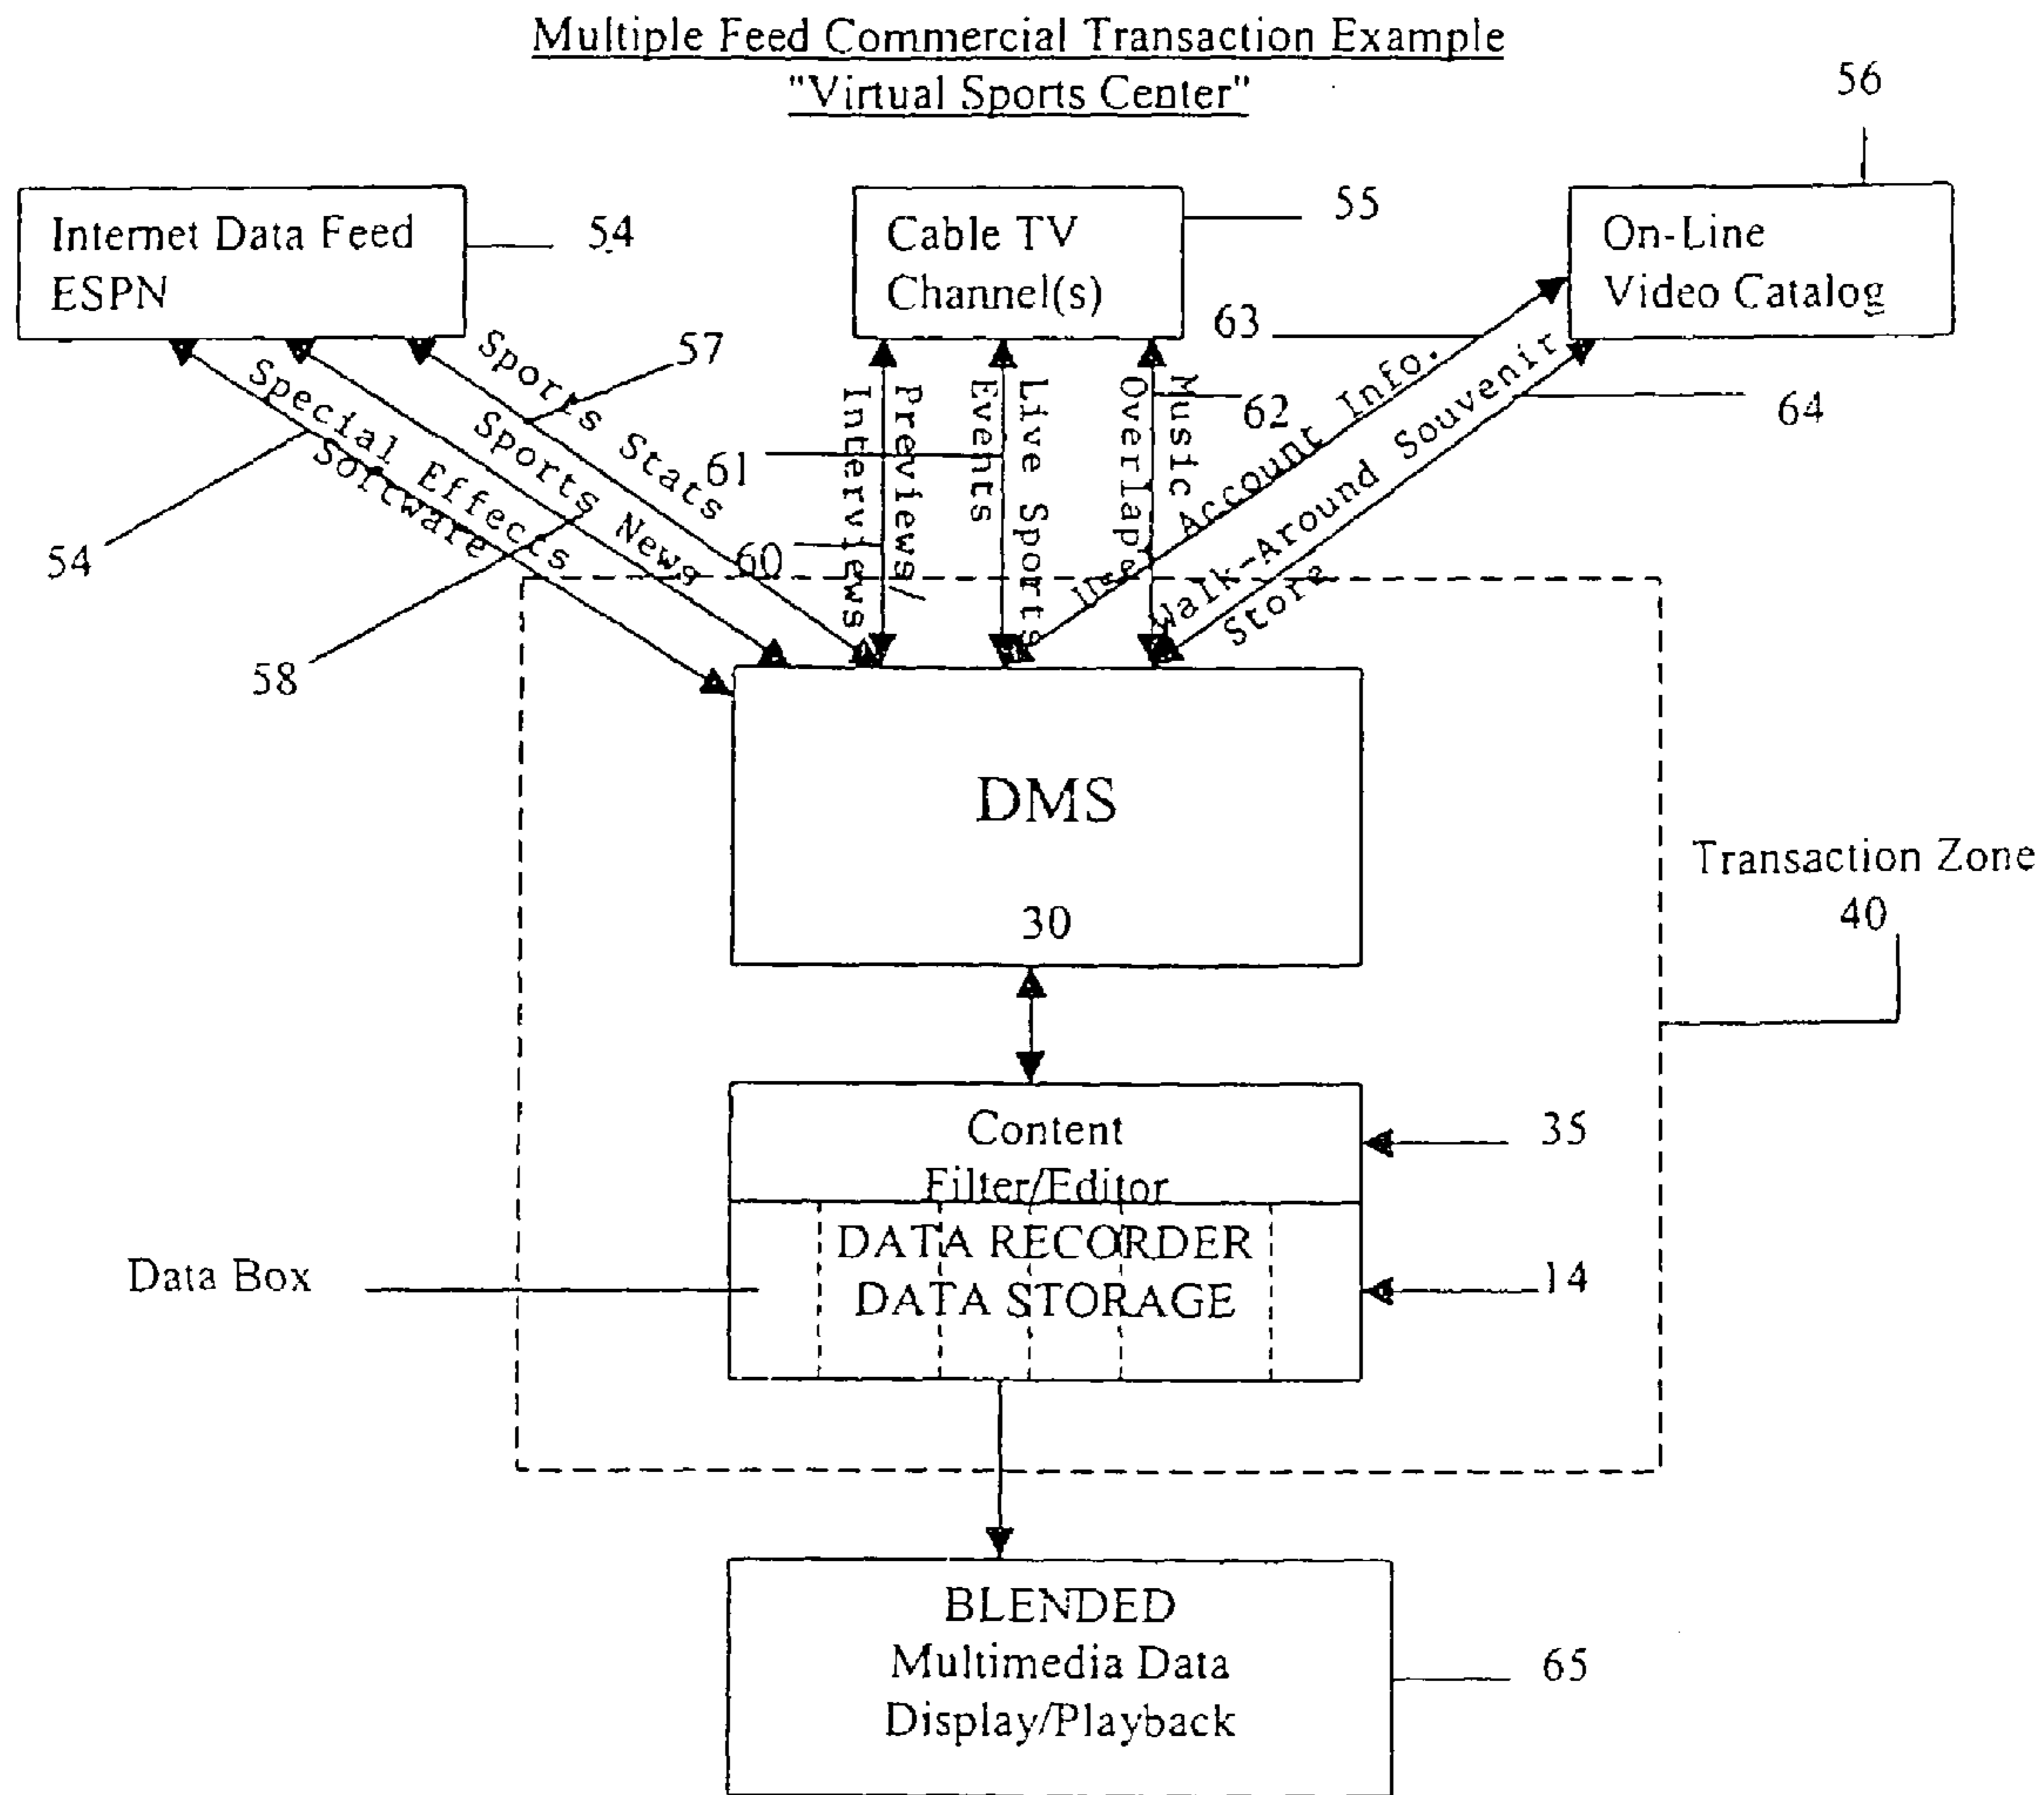 Multiple Feed Commercial Transaction Example
"Virtual Sports Center"
56
Internet Data Feed
ESPN
54
Cable TV
Channel(s)
55
On-Line
Video Catalog
Sports Stats
57
Sports News
58
Special Effects
Software
54
Previews/
Interviews
60
Live Sports
Events
61
Music
Overlaps
62
User Account Info.
63
Walk-Around Souvenir
Store
64
DMS
30
Transaction Zone
40
Content
Filter/Editor
35
DATA RECORDER
DATA STORAGE
14
Data Box
BLENDED
Multimedia Data
Display/Playback
65